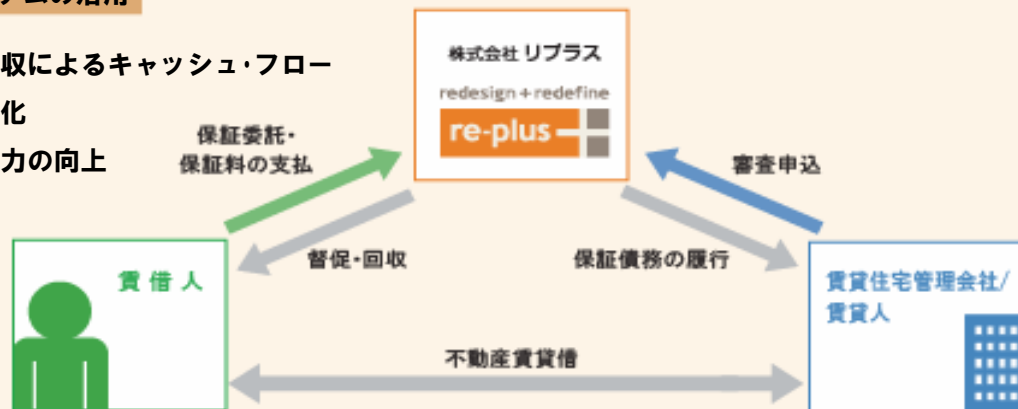 ムの活用
収によるキャッシュ・フロー
化
力の向上
株式会社 リプラス
redesign+redefine
re-plus
保証委託・
保証料の支払
審査申込
督促・回収
保証債務の履行
賃借人
賃貸住宅管理会社/
賃貸人
不動産賃貸借